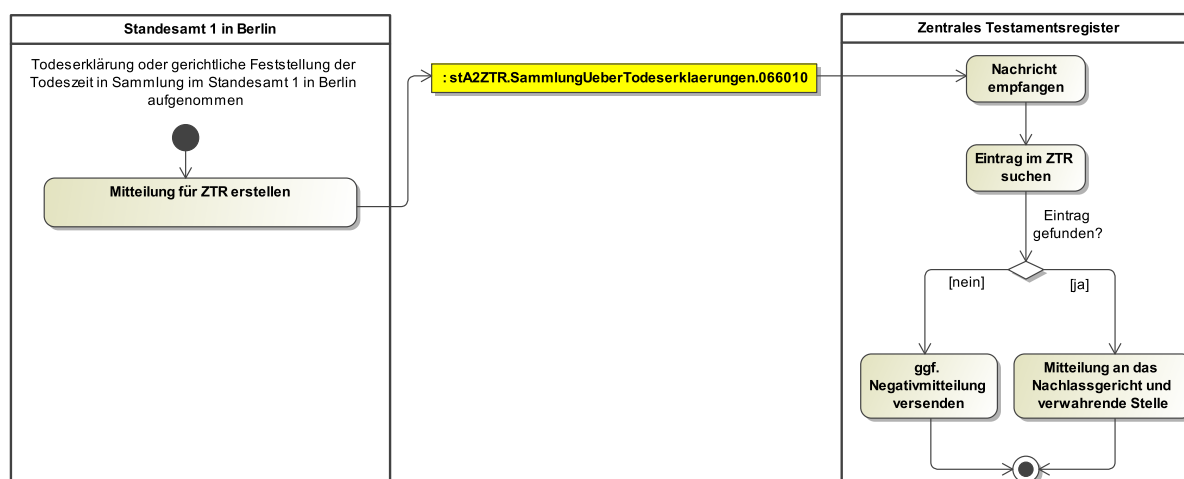 Standesamt 1 in Berlin
Todeserklärung oder gerichtliche Feststellung der
Todeszeit in Sammlung im Standesamt 1 in Berlin
aufgenommen
Mitteilung für ZTR erstellen
: stA2ZTR.SammlungUeberTodeserklaerungen.066010
Zentrales Testamentsregister
Nachricht
empfangen
Eintrag im ZTR
suchen
Eintrag
gefunden?
[nein]
[ja]
ggf.
Negativmitteilung
versenden
Mitteilung an das
Nachlassgericht und
verwahrende Stelle